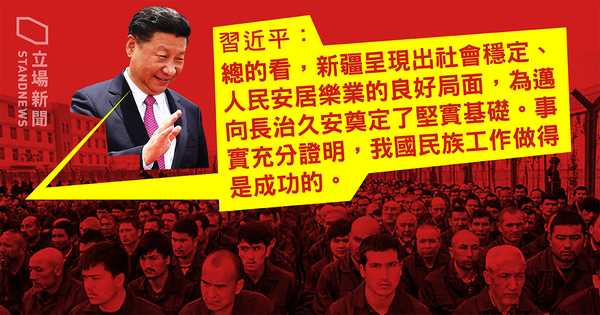 立場新聞
STANDNEWS
習近平：
總的看，新疆呈現出社會穩定、
人民安居樂業的良好局面，為邁
向長治久安奠定了堅實基礎。事
實充分證明，我國民族工作做得
是成功的。